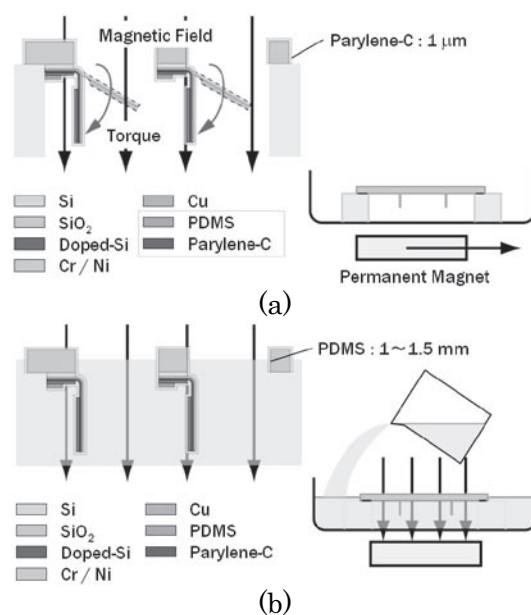 Magnetic Field
Parylene-C : 1 μm
Torque
Si
SiO2
Doped-Si
Cr / Ni
Cu
PDMS
Parylene-C
Permanent Magnet
(a)
PDMS : 1～1.5 mm
Si
SiO2
Doped-Si
Cr / Ni
Cu
PDMS
Parylene-C
(b)